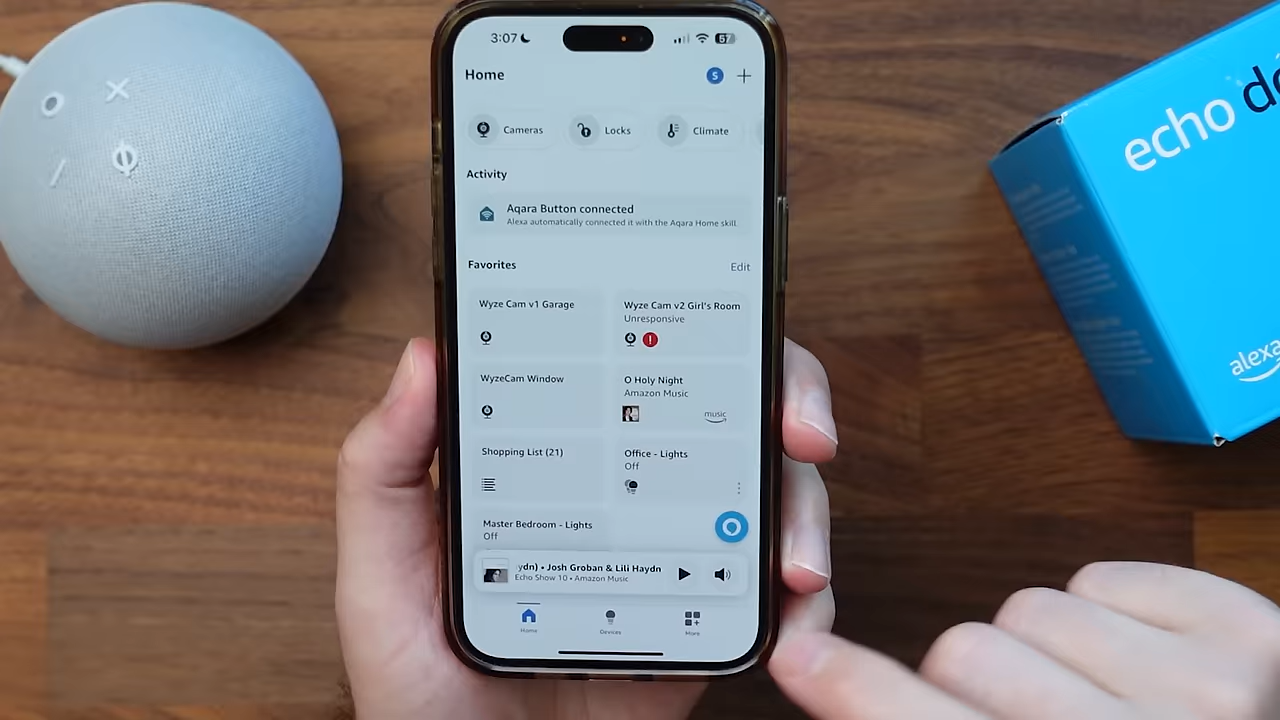 3:07
67
Home
S
Cameras
Locks
Climate
Activity
Aqara Button connected
Alexa automatically connected it with the Aqara Home skill.
Favorites
Edit
Wyze Cam v1 Garage
Wyze Cam v2 Girl's Room
Unresponsive
WyzeCam Window
O Holy Night
Amazon Music
music
Shopping List (21)
Office - Lights
Off
Master Bedroom - Lights
Off
ydn) • Josh Groban & Lili Haydn
Echo Show 10 • Amazon Music
Home
Devices
More
echo do
alexa